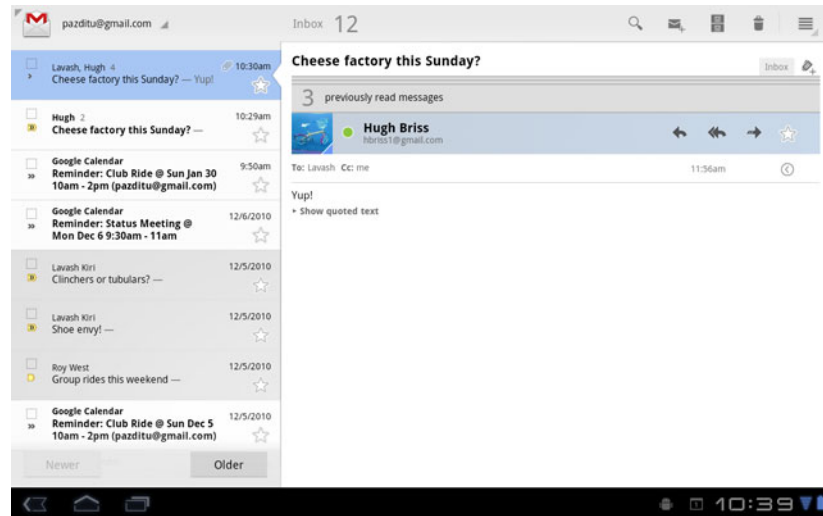 pazditu@gmail.com
Inbox 12
Lavash, Hugh 4 10:30am
Cheese factory this Sunday? — Yup!
Hugh 2 10:29am
Cheese factory this Sunday? —
Google Calendar 9:50am
Reminder: Club Ride @ Sun Jan 30
10am - 2pm (pazditu@gmail.com)
Google Calendar 12/6/2010
Reminder: Status Meeting @
Mon Dec 6 9:30am - 11am
Lavash Kiri 12/5/2010
Clinchers or tubulars? —
Lavash Kiri 12/5/2010
Shoe envy! —
Roy West 12/5/2010
Group rides this weekend —
Google Calendar 12/5/2010
Reminder: Club Ride @ Sun Dec 5
10am - 2pm (pazditu@gmail.com)
Newer Older
Cheese factory this Sunday?
Inbox
3 previously read messages
Hugh Briss
hbriss1@gmail.com
To: Lavash Cc: me 11:56am
Yup!
Show quoted text
1 10:39